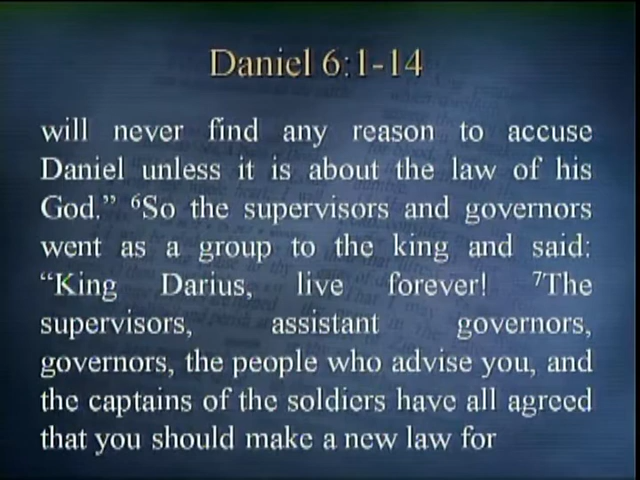 Daniel 6:1-14
will never find any reason to accuse
Daniel unless it is about the law of his
God.” ⁶So the supervisors and governors
went as a group to the king and said:
“King Darius, live forever! ⁷The
supervisors, assistant governors,
governors, the people who advise you, and
the captains of the soldiers have all agreed
that you should make a new law for